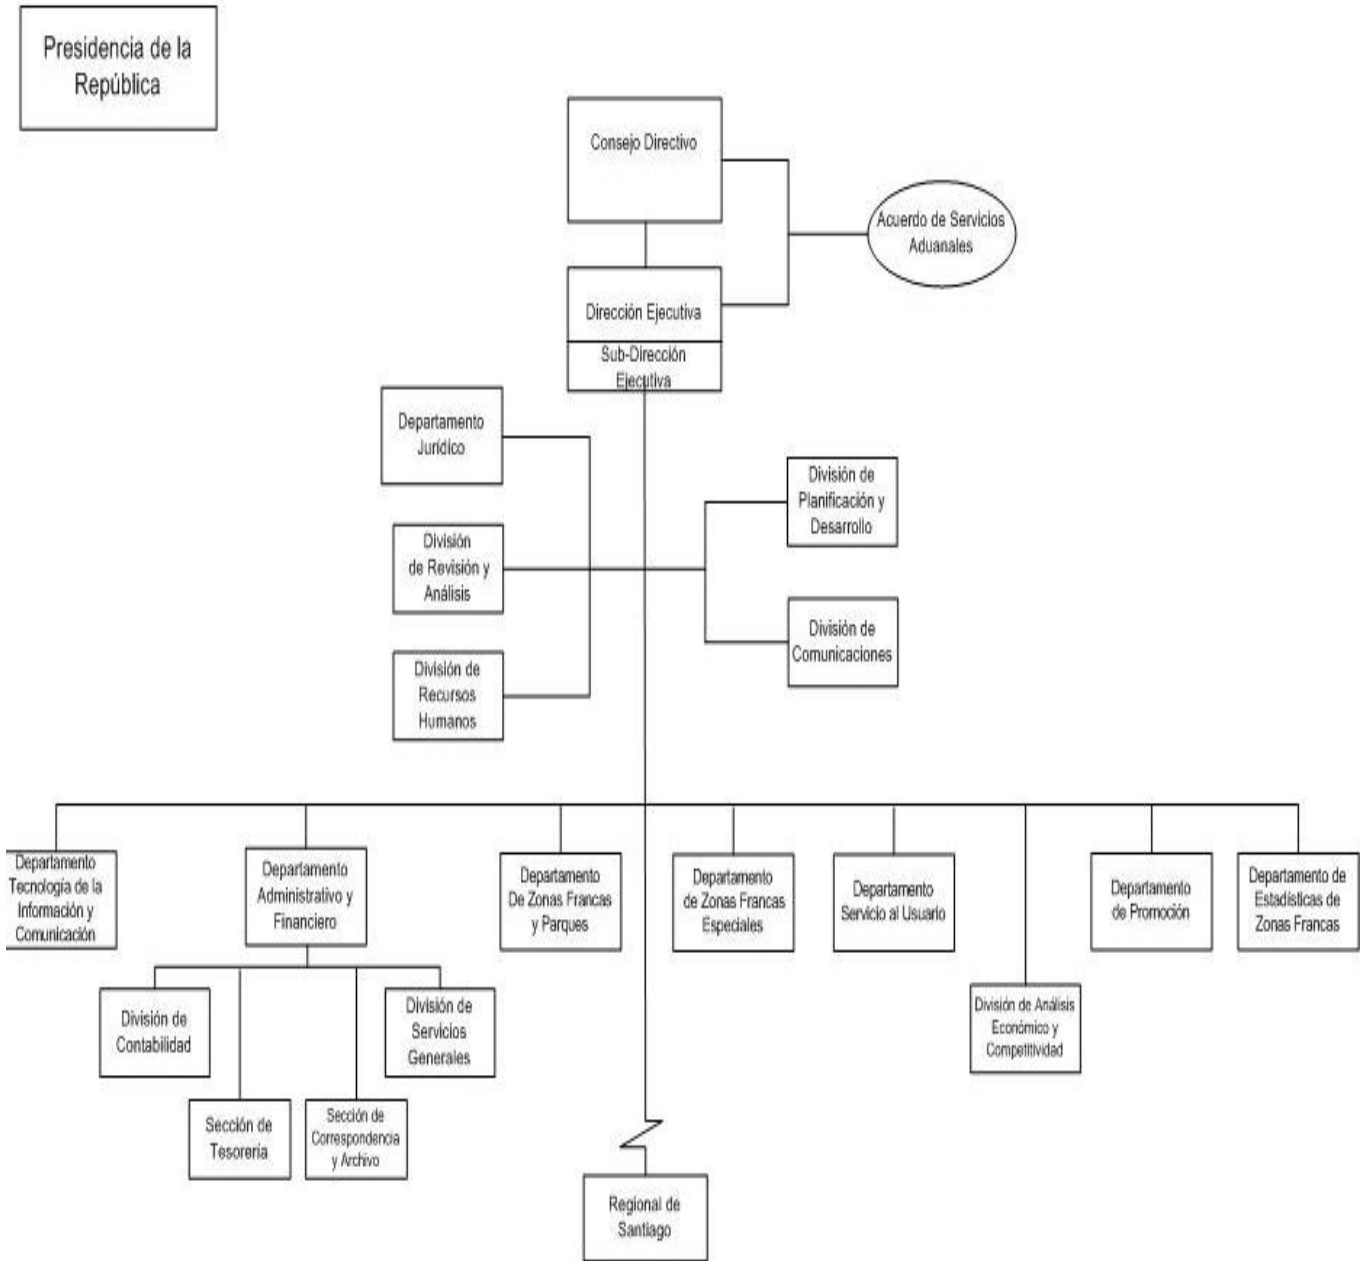 Presidencia de la
República
Consejo Directivo
Acuerdo de Servicios
Aduanales
Dirección Ejecutiva
Sub-Dirección
Ejecutiva
Departamento
Jurídico
División de
Planificación y
Desarrollo
División
de Revisión y
Análisis
División de
Comunicaciones
División de
Recursos
Humanos
Departamento
Tecnología de la
Información y
Comunicación
Departamento
Administrativo y
Financiero
Departamento
De Zonas Francas
y Parques
Departamento
de Zonas Francas
Especiales
Departamento
Servicio al Usuario
Departamento
de Promoción
Departamento de
Estadísticas de
Zonas Francas
División de
Contabilidad
División de
Servicios
Generales
División de Análisis
Económico y
Competitividad
Sección de
Tesorería
Sección de
Correspondencia
y Archivo
Regional de
Santiago